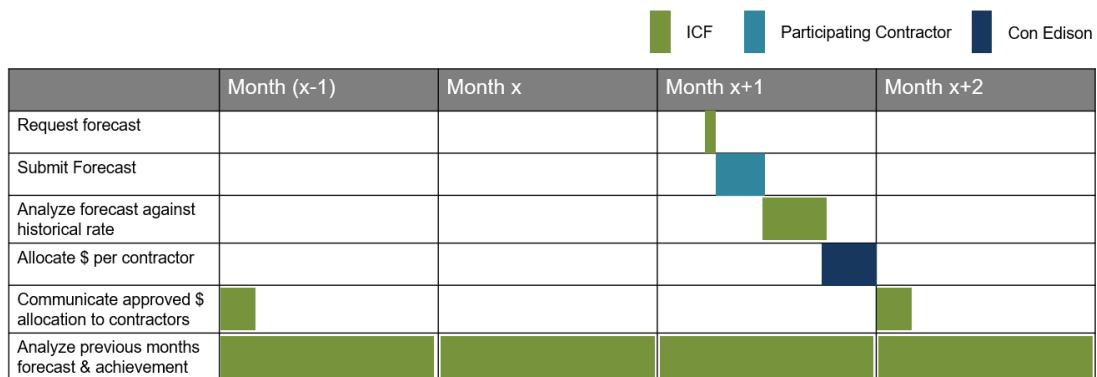 ICF Participating Contractor Con Edison
Month (x-1) Month x Month x+1 Month x+2
Request forecast
Submit Forecast
Analyze forecast against
historical rate
Allocate $ per contractor
Communicate approved $
allocation to contractors
Analyze previous months
forecast & achievement